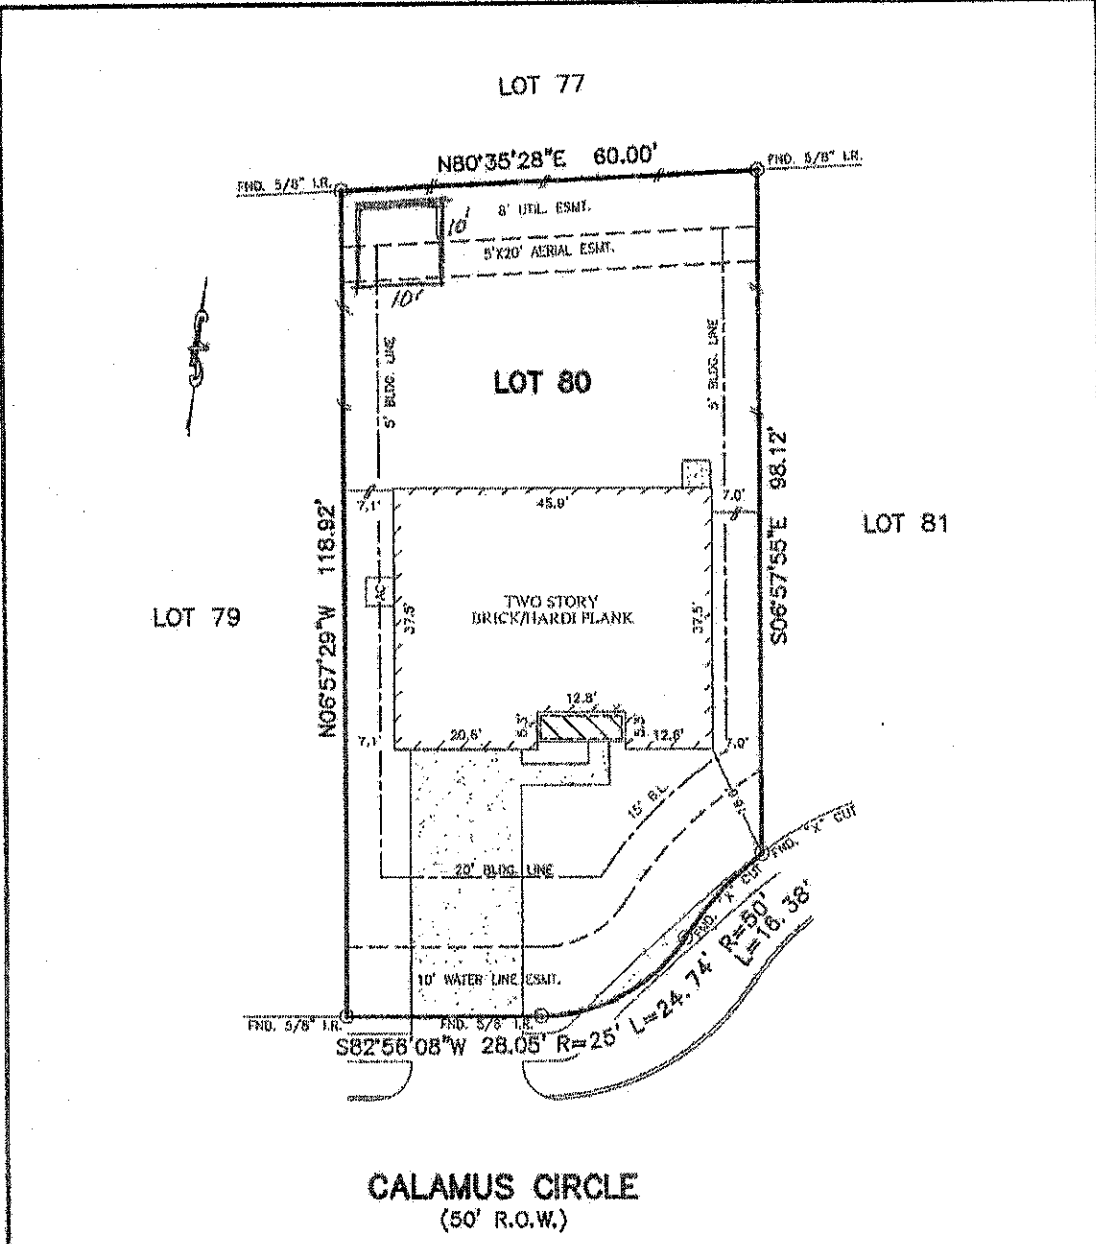 LOT 77
N80°35'28"E 60.00'
FND. 5/8" I.R.
FND. 5/8" I.R.
8' UTIL. ESMT.
10'
5'X20' AERIAL ESMT.
10'
5' BLDG. LINE
5' BLDG. LINE
LOT 80
N06°57'29"W 118.92'
S06°57'55"E 98.12'
7.1'
45.9'
7.0'
LOT 81
AC
TWO STORY
BRICK/HARDI PLANK
37.5'
37.5'
LOT 79
12.8'
5.3'
5.3'
7.1'
20.6'
12.6'
7.0'
15' B.L.
20' BLDG. LINE
FND. "X" CUT
FND. "X" CUT
10' WATER LINE ESMT.
FND. 5/8" I.R.
FND. 5/8" I.R.
S82°56'08"W 28.05' R=25' L=24.74' R=50'
L=16.38'
CALAMUS CIRCLE
(50' R.O.W.)